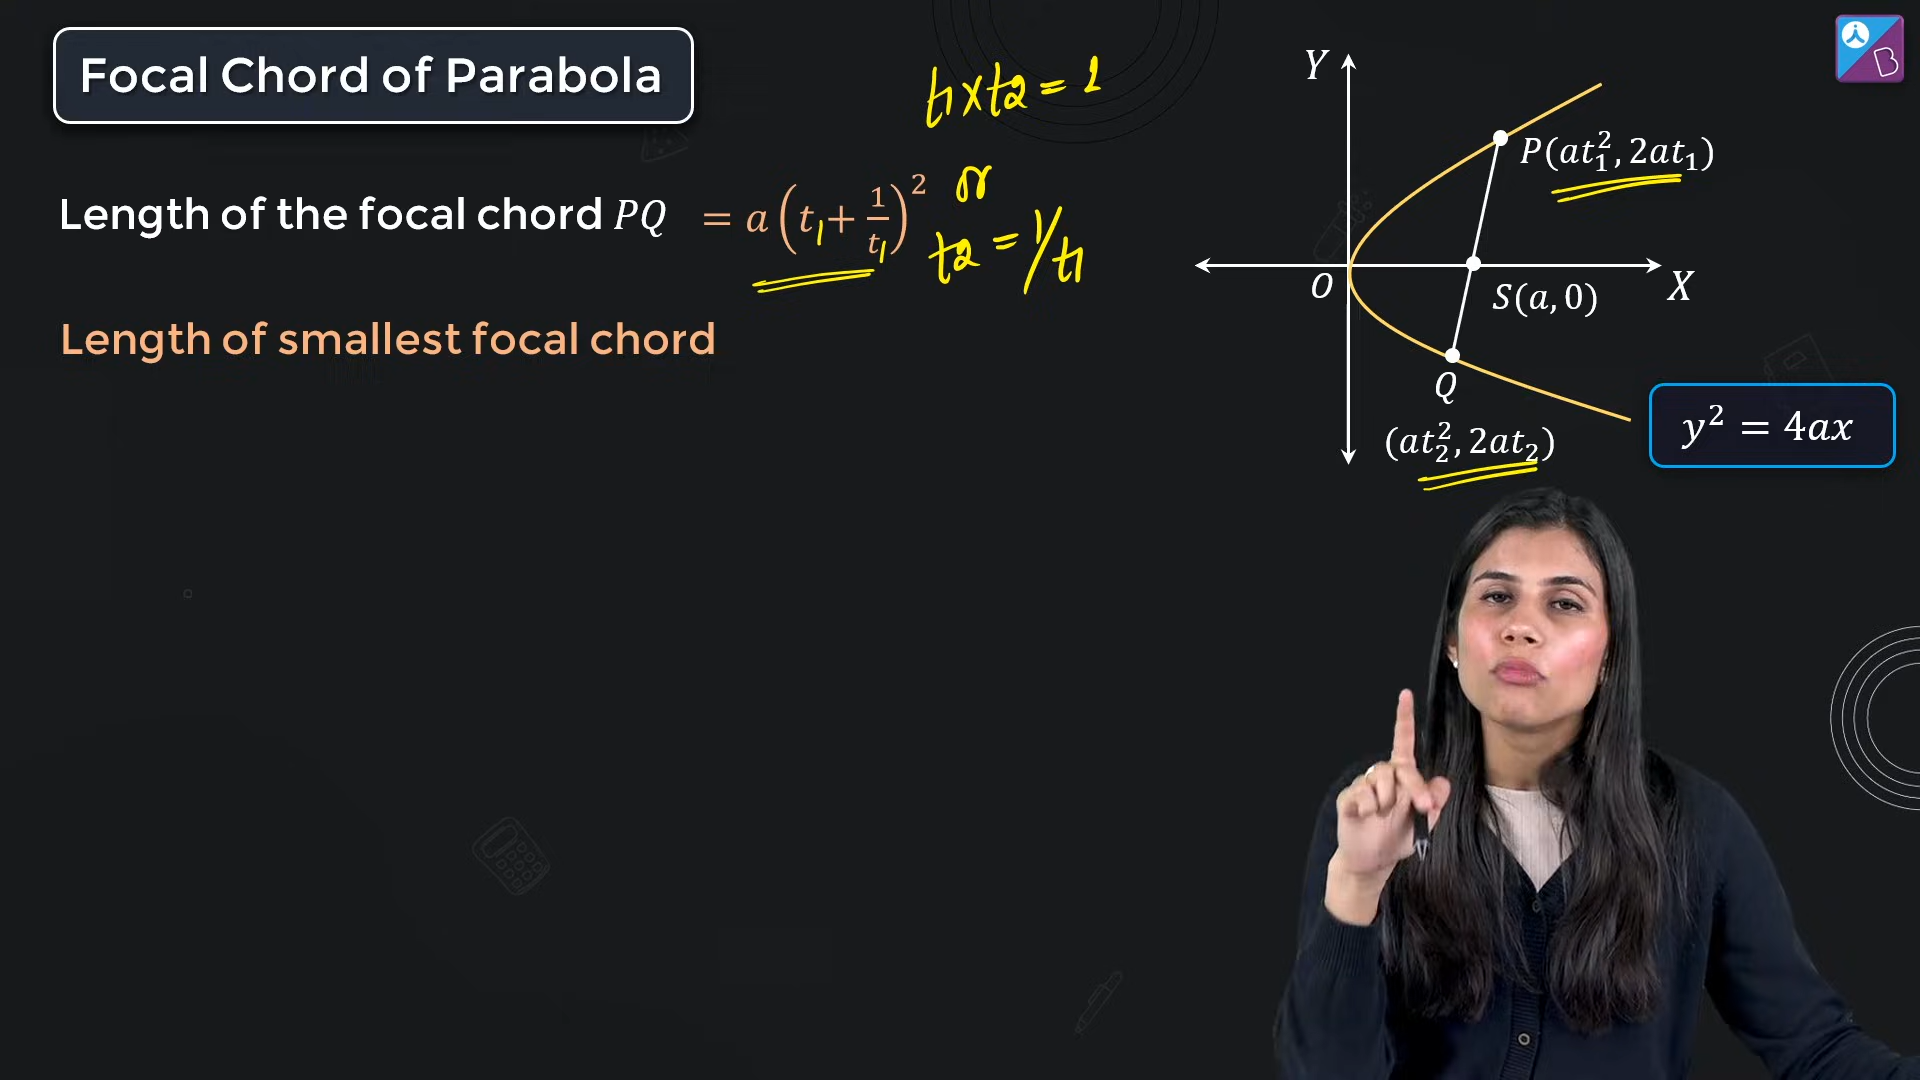 Focal Chord of Parabola
t1 x t2 = 1
Length of the focal chord PQ = a(t₁ + 1/t₁)²
or
t2 = 1/t1
Length of smallest focal chord
Y
P(at₁², 2at₁)
O
S(a, 0)
X
Q
(at₂², 2at₂)
y² = 4ax
B